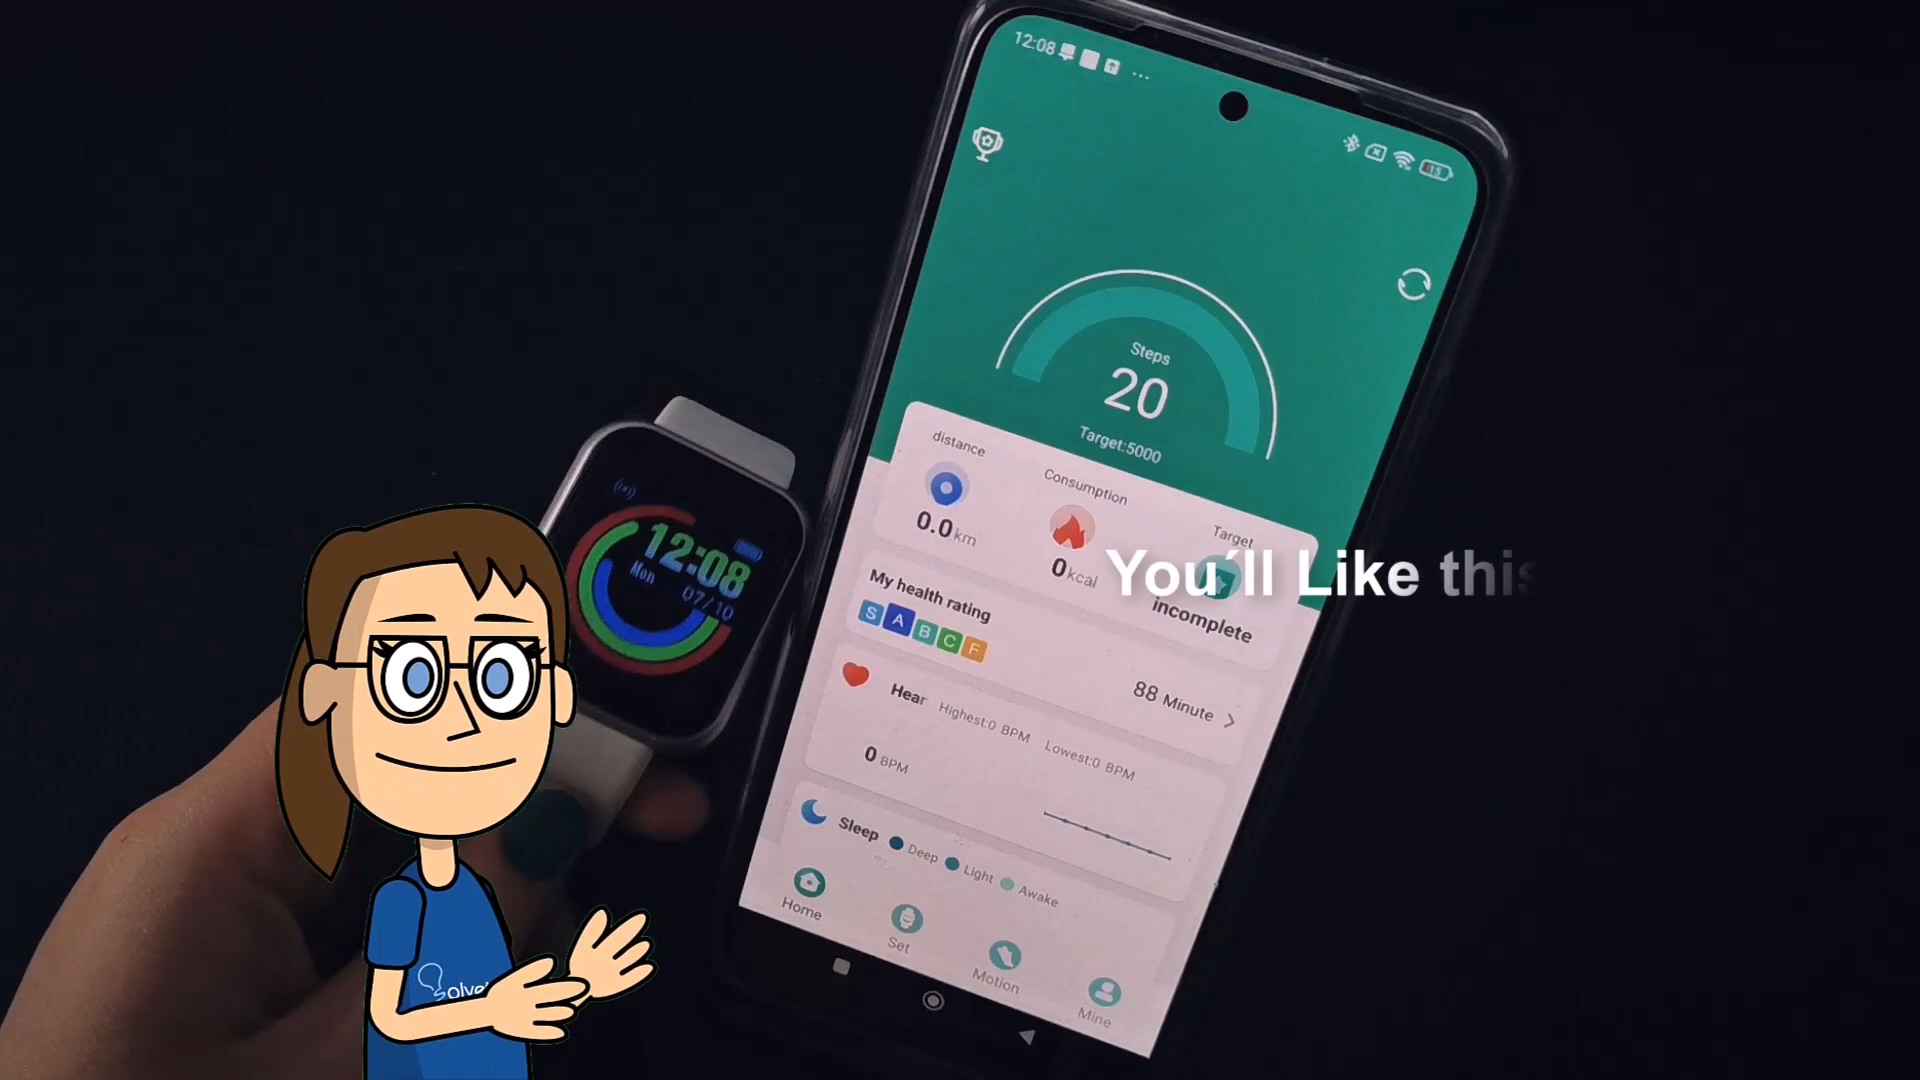 12:08
15
Steps
20
Target:5000
distance
Consumption
Target
0.0km
0kcal
incomplete
You´ll Like this
My health rating
S A B C F
88 Minute
Hear
Highest:0 BPM
Lowest:0 BPM
0 BPM
Sleep
Deep
Light
Awake
Home
Set
Motion
Mine
12:08
Mon
07/10